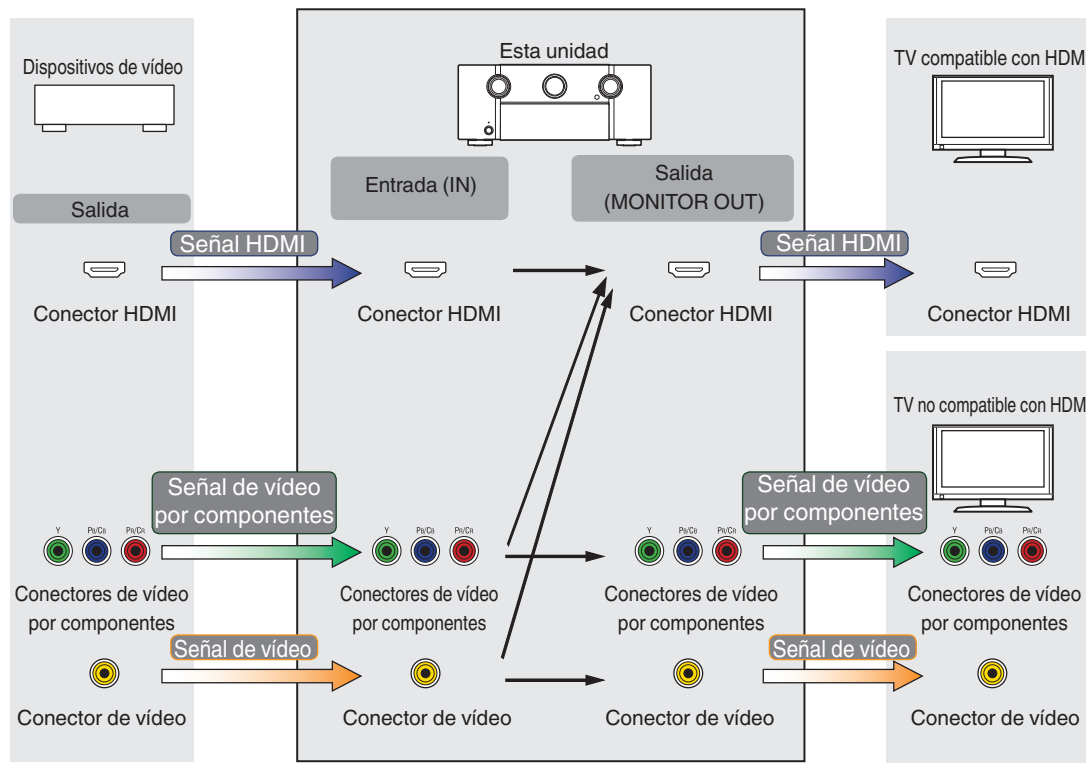 Dispositivos de vídeo
Esta unidad
TV compatible con HDM
Entrada (IN)
Salida
(MONITOR OUT)
Salida
Señal HDMI
Señal HDMI
Conector HDMI
Conector HDMI
Conector HDMI
Conector HDMI
TV no compatible con HDM
Señal de vídeo
por componentes
Señal de vídeo
por componentes
Y PB/CB PR/CR
Y PB/CB PR/CR
Y PB/CB PR/CR
Y PB/CB PR/CR
Conectores de vídeo
por componentes
Conectores de vídeo
por componentes
Conectores de vídeo
por componentes
Conectores de vídeo
por componentes
Señal de vídeo
Señal de vídeo
Conector de vídeo
Conector de vídeo
Conector de vídeo
Conector de vídeo